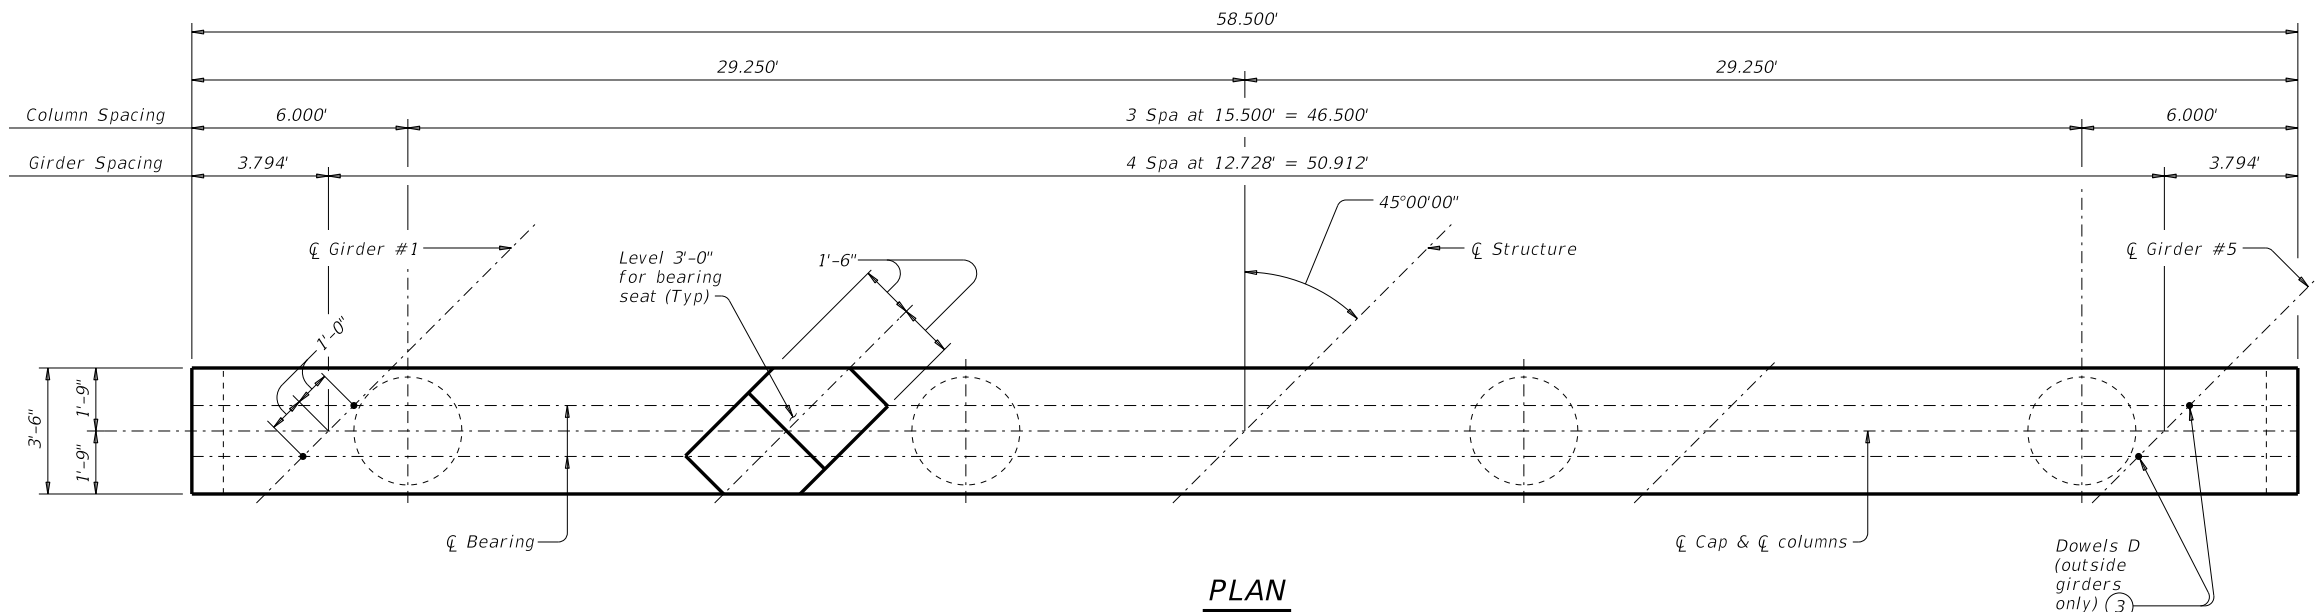 58.500'
29.250'
29.250'
Column Spacing
6.000'
3 Spa at 15.500' = 46.500'
6.000'
Girder Spacing
3.794'
4 Spa at 12.728' = 50.912'
3.794'
45°00'00"
℄ Girder #1
Level 3'-0"
for bearing
seat (Typ)
1'-6"
℄ Structure
℄ Girder #5
1'-0"
3'-6"
1'-9"
1'-9"
℄ Bearing
℄ Cap & ℄ columns
Dowels D
(outside
girders
only) 3
PLAN